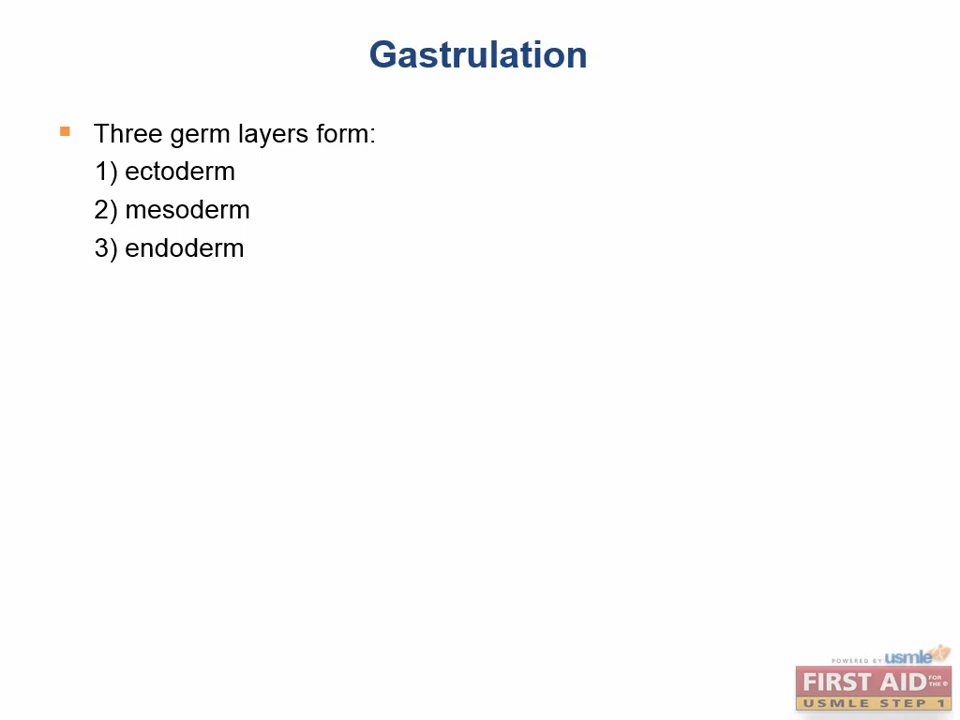 Gastrulation
Three germ layers form:
1) ectoderm
2) mesoderm
3) endoderm
POWERED BY usmle Rx
FIRST AID FOR THE ®
USMLE STEP 1